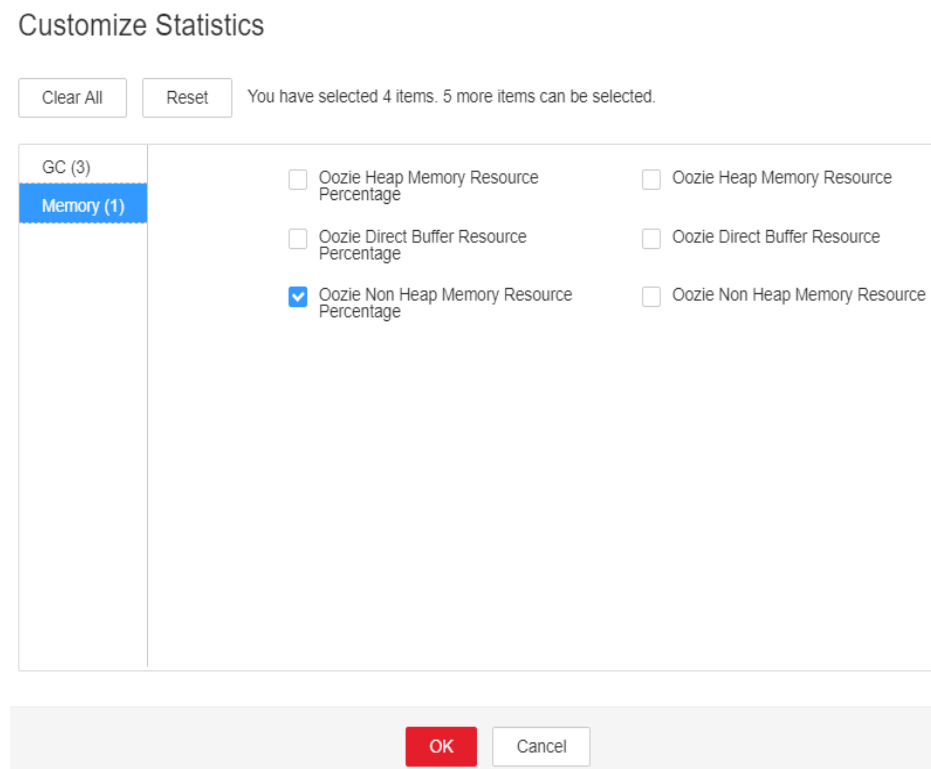 Customize Statistics
Clear All
Reset
You have selected 4 items. 5 more items can be selected.
GC (3)
Memory (1)
Oozie Heap Memory Resource
Percentage
Oozie Heap Memory Resource
Oozie Direct Buffer Resource
Percentage
Oozie Direct Buffer Resource
Oozie Non Heap Memory Resource
Percentage
Oozie Non Heap Memory Resource
OK
Cancel